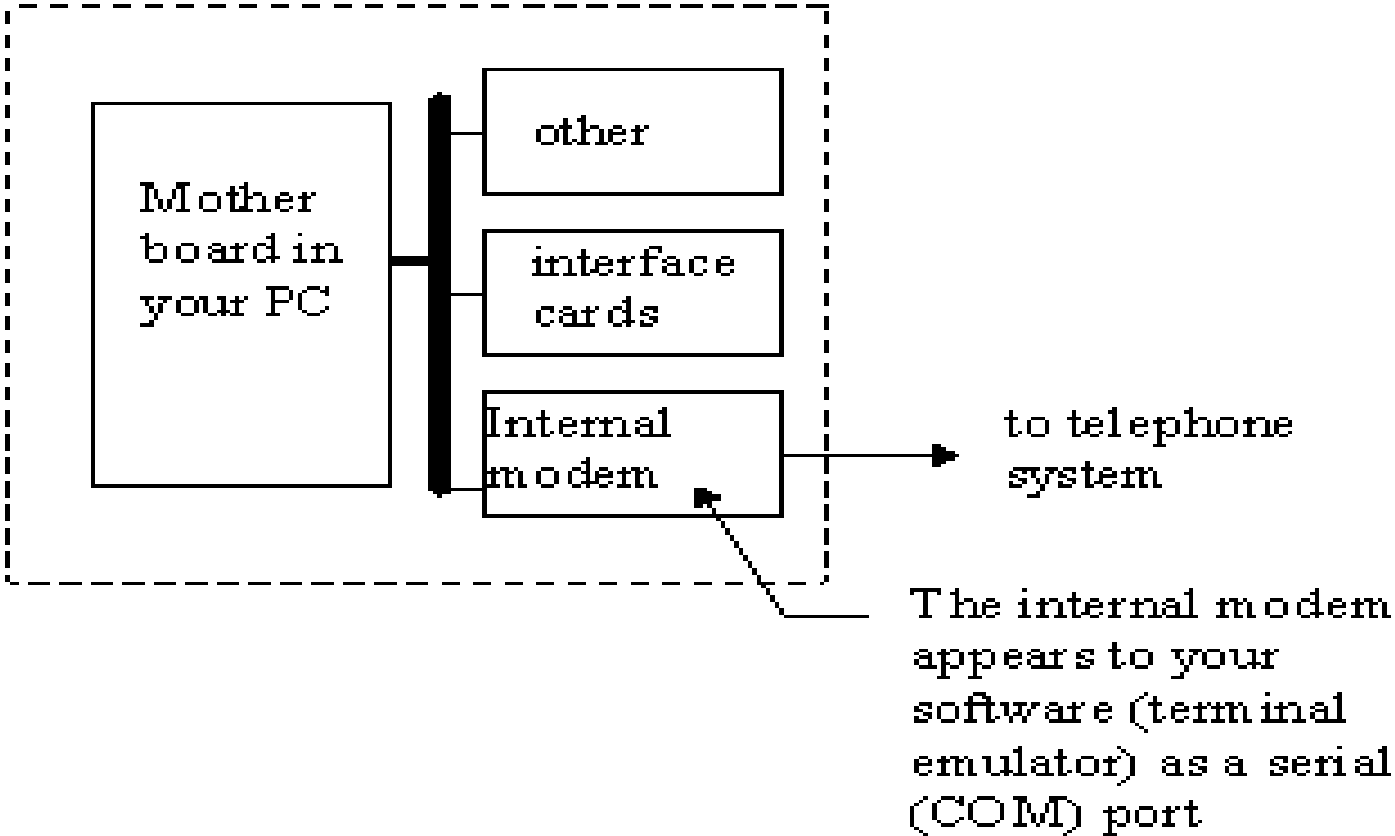 Mother
board in
your PC
other
interface
cards
Internal
modem
to telephone
system
The internal modem
appears to your
software (terminal
emulator) as a serial
(COM) port